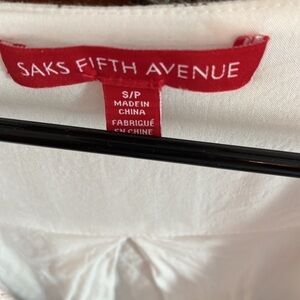 SAKS FIFTH AVENUE
S/P
MADE IN
CHINA
FABRIQUÉ
EN CHINE